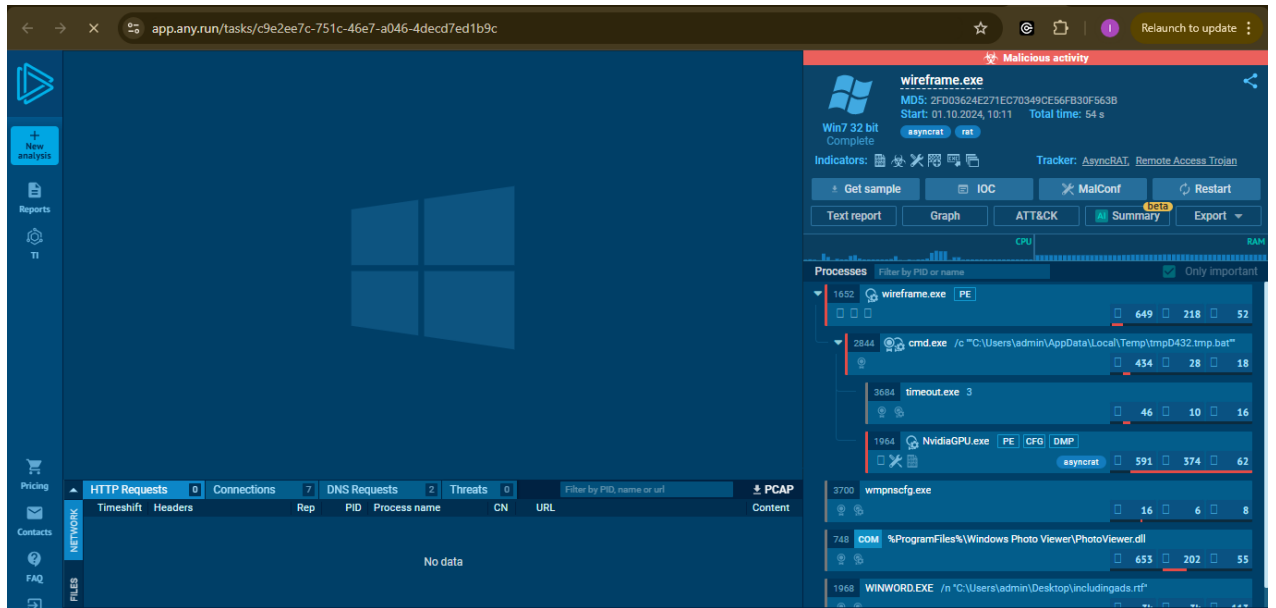 app.any.run/tasks/c9e2ee7c-751c-46e7-a046-4decd7ed1b9c
I
Relaunch to update
Malicious activity
wireframe.exe
MD5: 2FD03624E271EC70349CE56FB30F563B
Start: 01.10.2024, 10:11 Total time: 54 s
Win7 32 bit
Complete
asyncrat rat
Indicators:
Tracker: AsyncRAT, Remote Access Trojan
Get sample IOC MalConf Restart
beta
Text report Graph ATT&CK AI Summary Export
CPU RAM
Processes Filter by PID or name Only important
1652 wireframe.exe PE
649 218 52
2844 cmd.exe /c ""C:\Users\admin\AppData\Local\Temp\tmpD432.tmp.bat""
434 28 18
3684 timeout.exe 3
46 10 16
1964 NvidiaGPU.exe PE CFG DMP
asyncrat 591 374 62
3700 wmpnscfg.exe
16 6 8
748 COM %ProgramFiles%\Windows Photo Viewer\PhotoViewer.dll
653 202 55
1968 WINWORD.EXE /n "C:\Users\admin\Desktop\includingads.rtf"
+
New
analysis
Reports
TI
Pricing
Contacts
FAQ
HTTP Requests 0 Connections 7 DNS Requests 2 Threats 0 Filter by PID, name or url PCAP
Timeshift Headers Rep PID Process name CN URL Content
NETWORK
FILES
No data